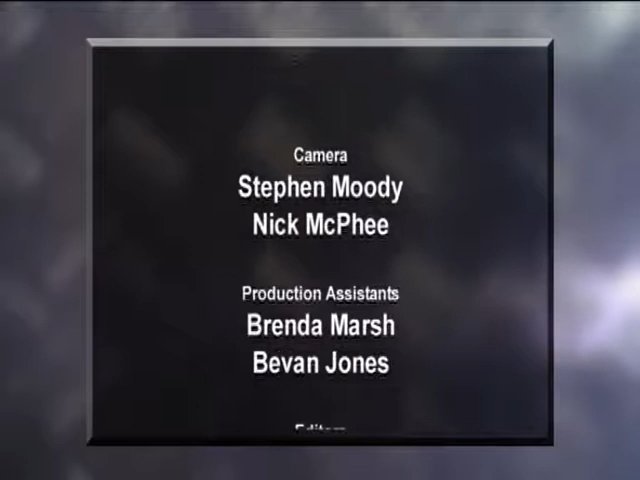 Camera
Stephen Moody
Nick McPhee
Production Assistants
Brenda Marsh
Bevan Jones